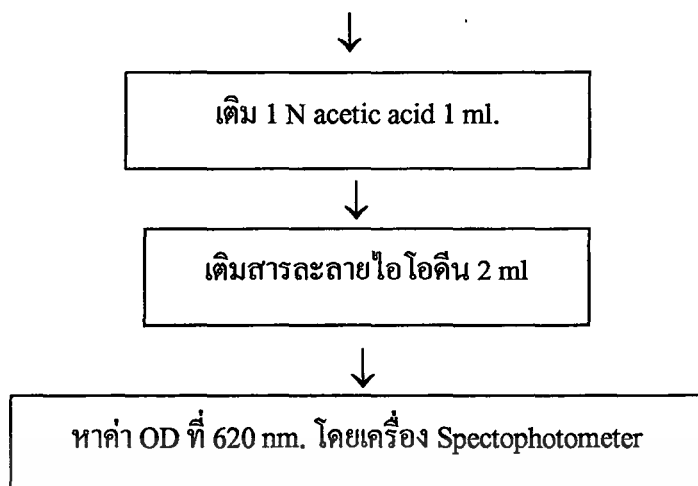 เติม 1 N acetic acid 1 ml.
เติมสารละลายไอโอดีน 2 ml
หาค่า OD ที่ 620 nm. โดยเครื่อง Spectophotometer